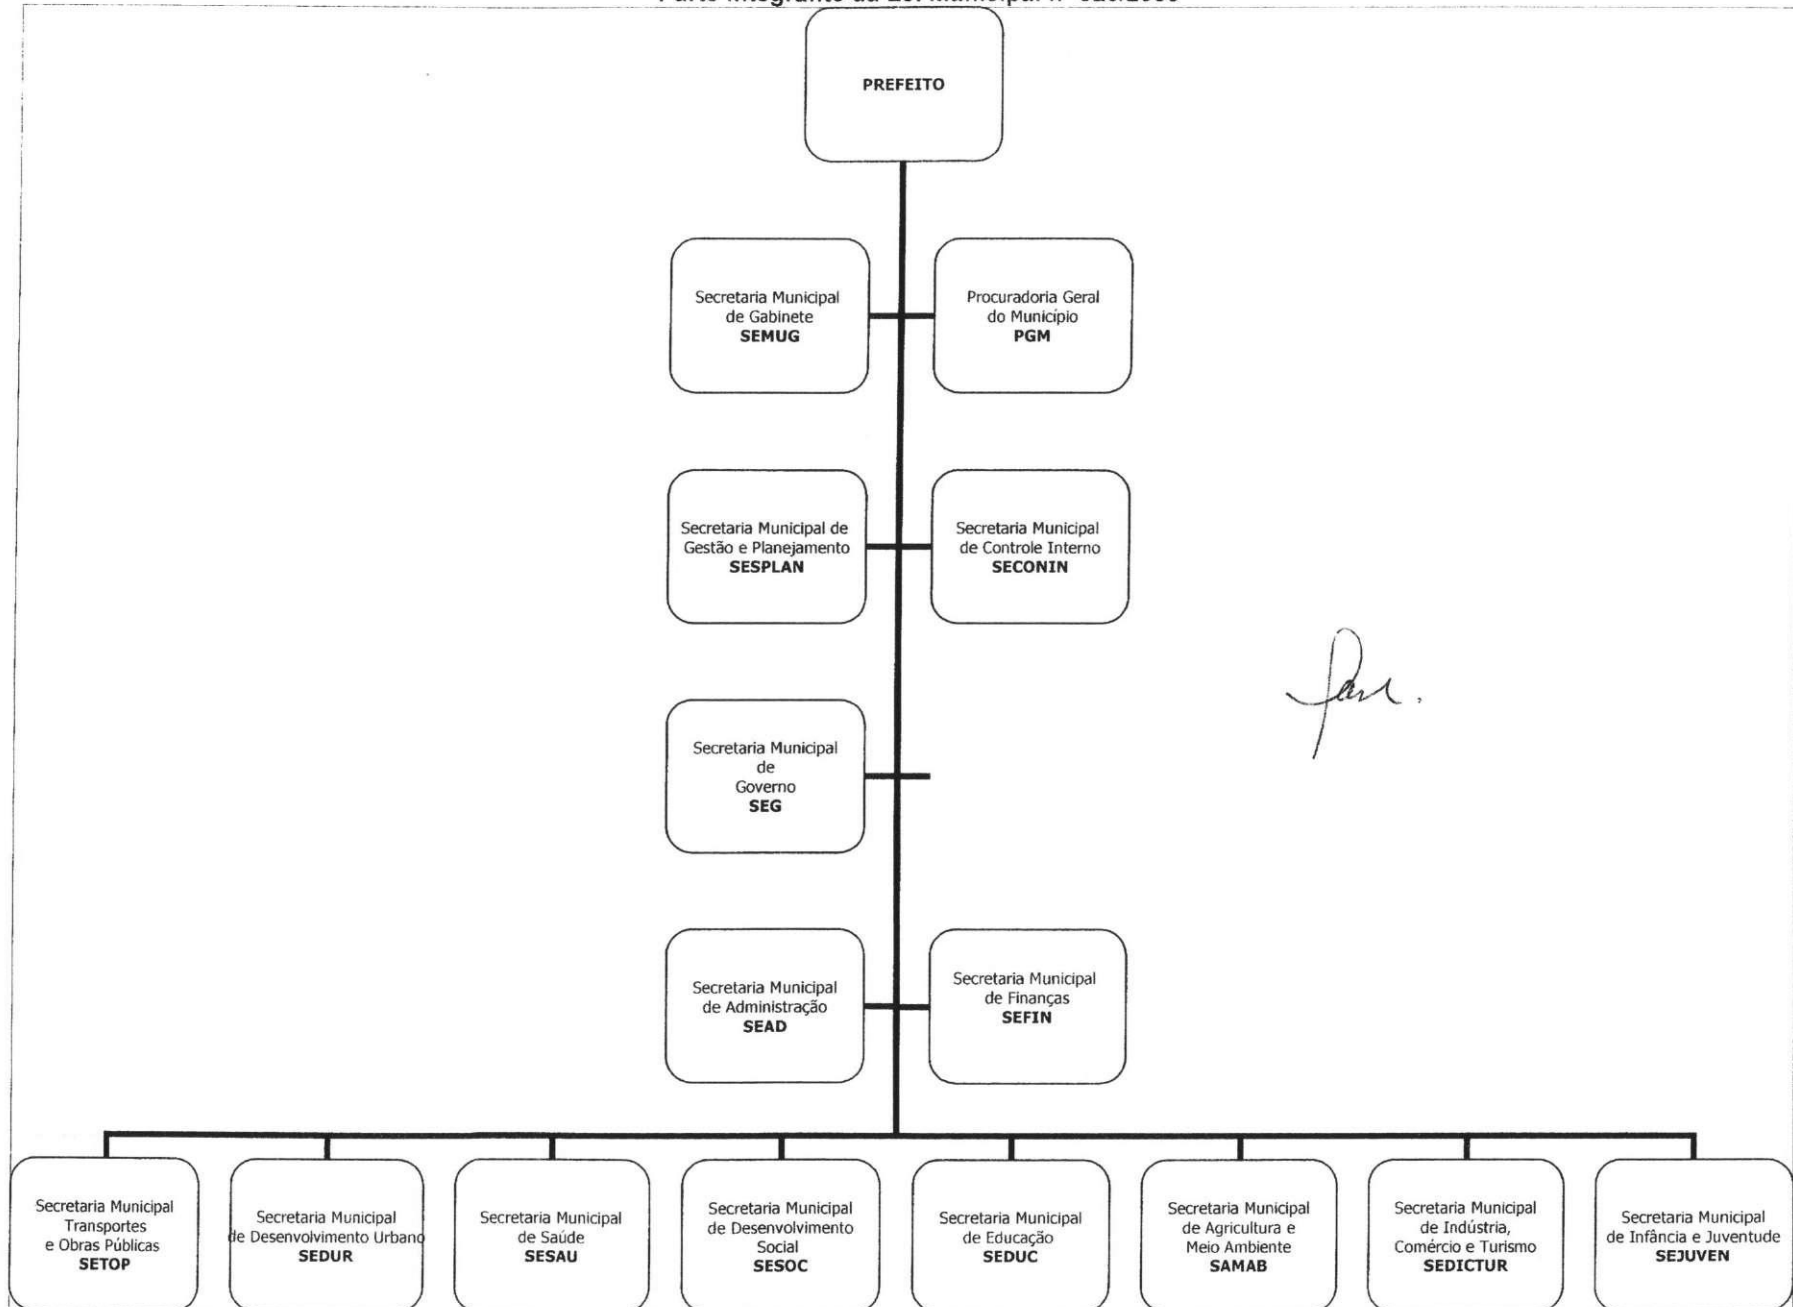 PREFEITO
Secretaria Municipal
de Gabinete
SEMUG
Procuradoria Geral
do Município
PGM
Secretaria Municipal de
Gestão e Planejamento
SESPLAN
Secretaria Municipal
de Controle Interno
SECONIN
Secretaria Municipal
de
Governo
SEG
Secretaria Municipal
de Administração
SEAD
Secretaria Municipal
de Finanças
SEFIN
Secretaria Municipal
Transportes
e Obras Públicas
SETOP
Secretaria Municipal
de Desenvolvimento Urbano
SEDUR
Secretaria Municipal
de Saúde
SESAU
Secretaria Municipal
de Desenvolvimento
Social
SESOC
Secretaria Municipal
de Educação
SEDUC
Secretaria Municipal
de Agricultura e
Meio Ambiente
SAMAB
Secretaria Municipal
de Indústria,
Comércio e Turismo
SEDICTUR
Secretaria Municipal
de Infância e Juventude
SEJUVEN